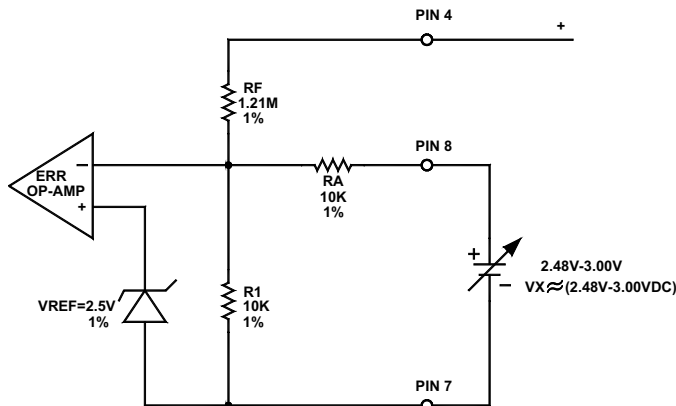 PIN 4
+
RF
1.21M
1%
PIN 8
ERR
OP-AMP
−
+
RA
10K
1%
+
−
2.48V-3.00V
VX≈(2.48V-3.00VDC)
R1
10K
1%
VREF=2.5V
1%
PIN 7